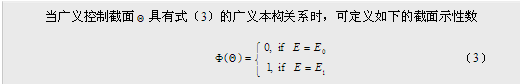 当广义控制截面 Θ 具有式（3）的广义本构关系时，可定义如下的截面示性数
Φ(Θ) = { 0, if E = E₀
1, if E = E₁ （3）